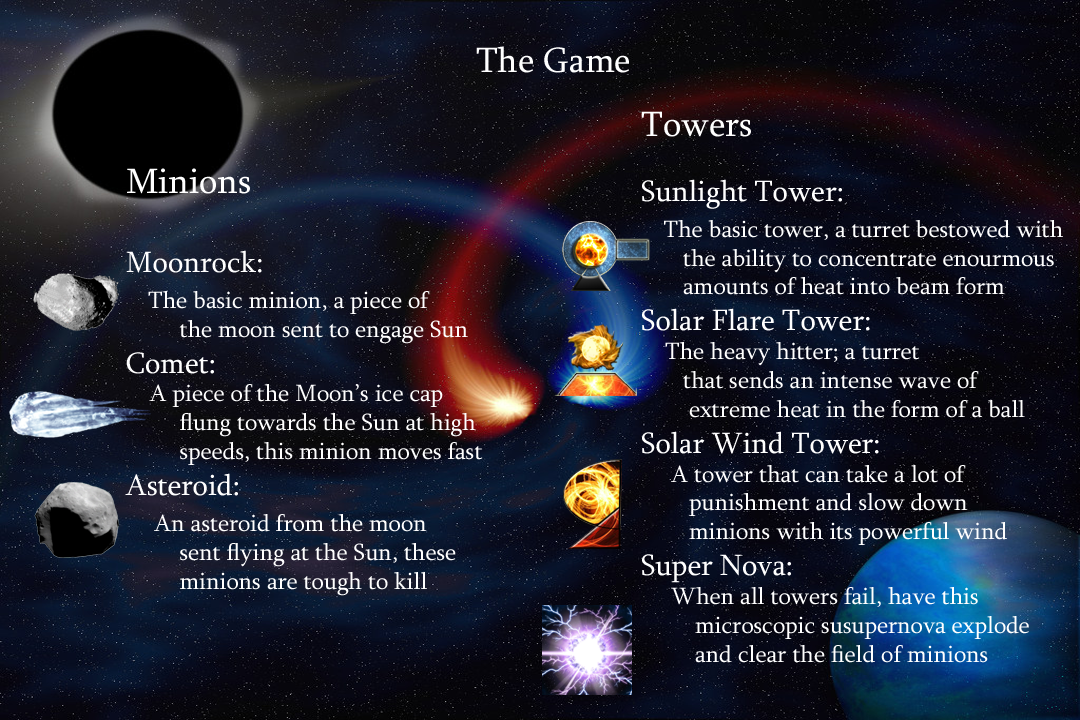 The Game
Minions
Moonrock:
The basic minion, a piece of
the moon sent to engage Sun
Comet:
A piece of the Moon's ice cap
flung towards the Sun at high
speeds, this minion moves fast
Asteroid:
An asteroid from the moon
sent flying at the Sun, these
minions are tough to kill
Towers
Sunlight Tower:
The basic tower, a turret bestowed with
the ability to concentrate enourmous
amounts of heat into beam form
Solar Flare Tower:
The heavy hitter; a turret
that sends an intense wave of
extreme heat in the form of a ball
Solar Wind Tower:
A tower that can take a lot of
punishment and slow down
minions with its powerful wind
Super Nova:
When all towers fail, have this
microscopic susupernova explode
and clear the field of minions